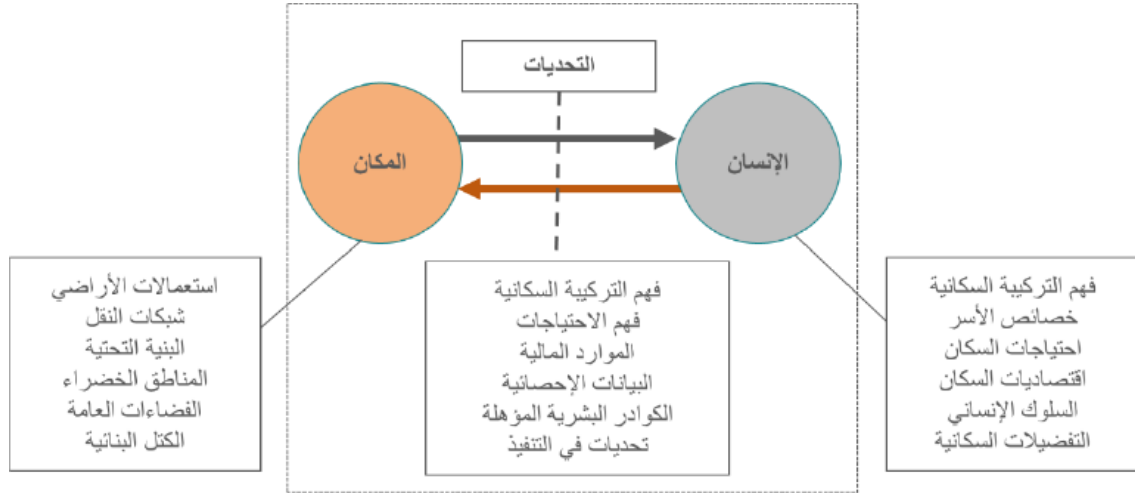 التحديات
الإنسان
المكان
فهم التركيبة السكانية
خصائص الأسر
احتياجات السكان
اقتصاديات السكان
السلوك الإنساني
التفضيلات السكانية
فهم التركيبة السكانية
فهم الاحتياجات
الموارد المالية
البيانات الإحصائية
الكوادر البشرية المؤهلة
تحديات في التنفيذ
استعمالات الأراضي
شبكات النقل
البنية التحتية
المناطق الخضراء
الفضاءات العامة
الكتل البنائية